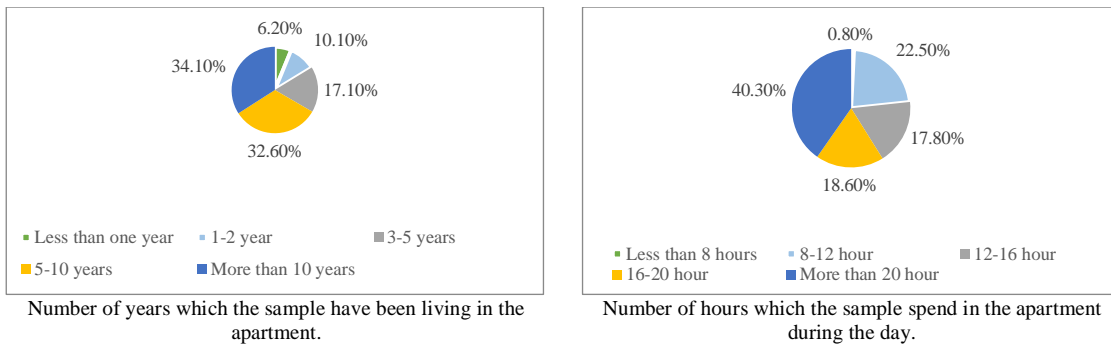 6.20%
10.10%
34.10%
17.10%
32.60%
Less than one year
1-2 year
3-5 years
5-10 years
More than 10 years
Number of years which the sample have been living in the
apartment.
0.80%
22.50%
40.30%
17.80%
18.60%
Less than 8 hours
8-12 hour
12-16 hour
16-20 hour
More than 20 hour
Number of hours which the sample spend in the apartment
during the day.